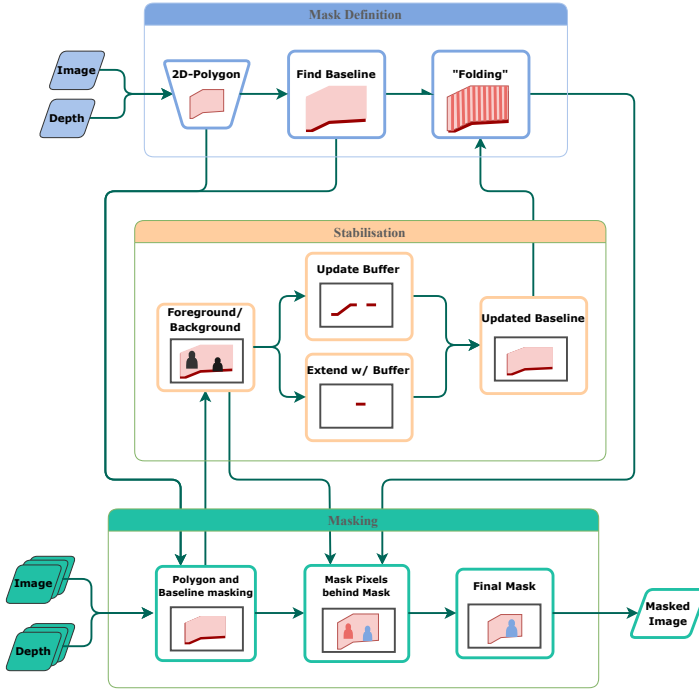 Mask Definition
Image
Depth
2D-Polygon
Find Baseline
"Folding"
Stabilisation
Foreground/
Background
Update Buffer
Extend w/ Buffer
Updated Baseline
Masking
Image
Depth
Polygon and
Baseline masking
Mask Pixels
behind Mask
Final Mask
Masked
Image